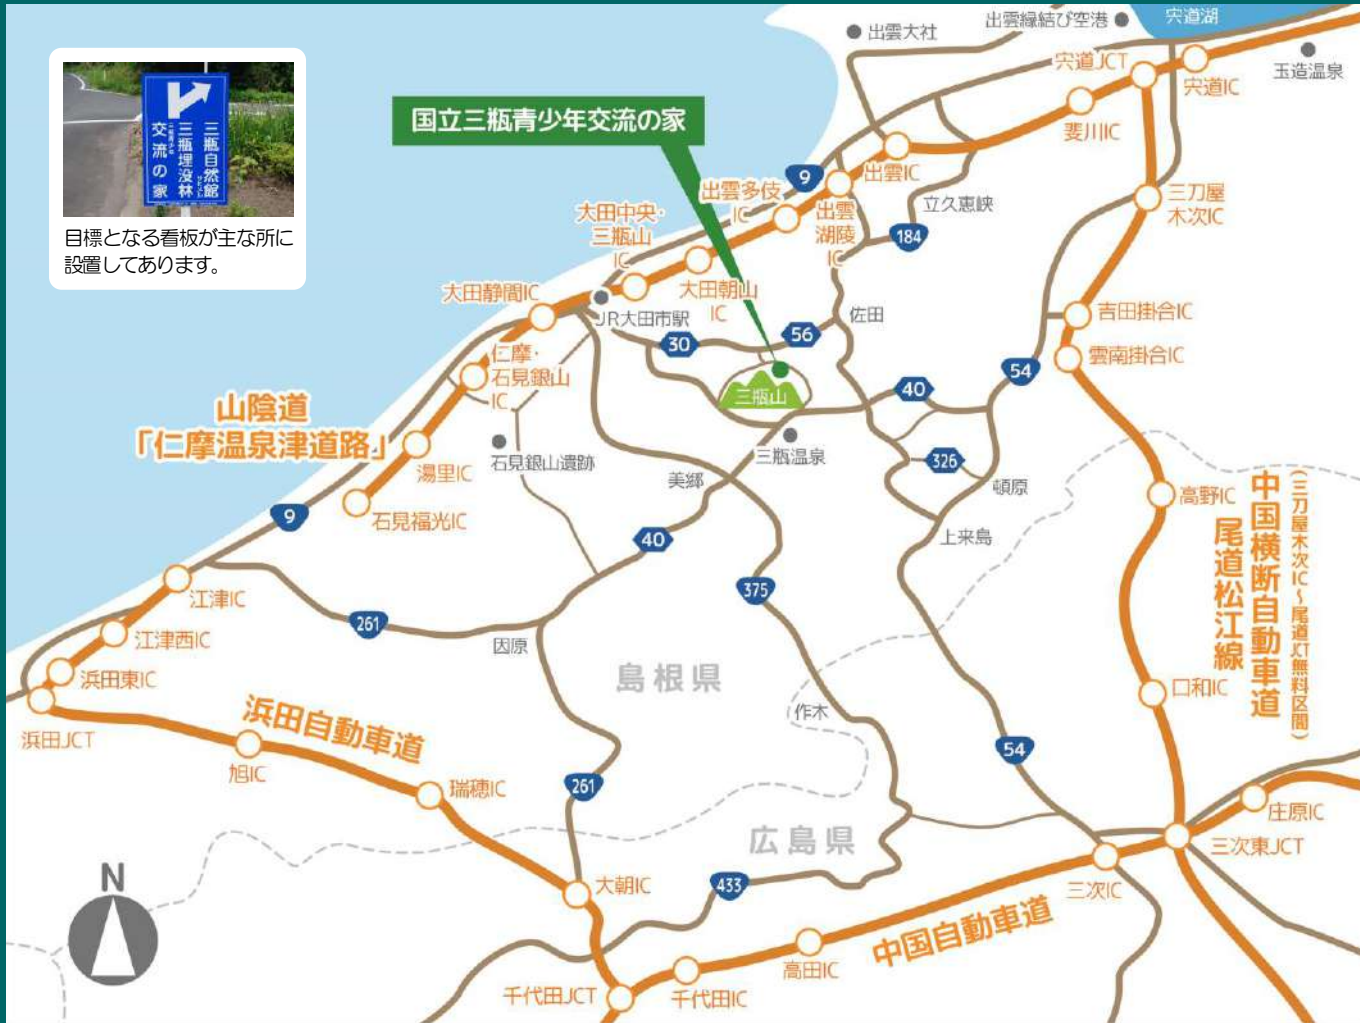 三瓶自然館
サヒメル
三瓶埋没林
交流の家
目標となる看板が主な所に
設置してあります。
国立三瓶青少年交流の家
出雲大社
出雲縁結び空港
宍道湖
玉造温泉
宍道JCT
宍道IC
斐川IC
出雲IC
三刀屋
木次IC
立久恵峡
9
184
出雲
湖陵
IC
出雲多伎
IC
大田中央・
三瓶山
IC
大田朝山
IC
大田静間IC
JR大田市駅
30
56
佐田
吉田掛合IC
雲南掛合IC
54
40
三瓶山
三瓶温泉
仁摩・
石見銀山
IC
山陰道
「仁摩温泉津道路」
湯里IC
石見銀山遺跡
石見福光IC
美郷
326
頓原
上来島
高野IC
中国横断自動車道
尾道松江線
(三刀屋木次IC～尾道JCT無料区間)
9
40
375
江津IC
261
因原
江津西IC
島根県
浜田東IC
口和IC
浜田JCT
浜田自動車道
作木
旭IC
54
瑞穂IC
261
庄原IC
広島県
三次東JCT
大朝IC
433
三次IC
N
中国自動車道
高田IC
千代田JCT
千代田IC